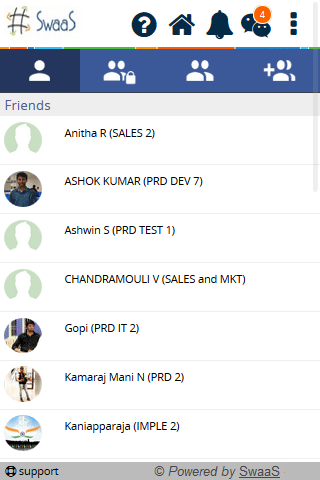 SwaaS
4
Friends
Anitha R (SALES 2)
ASHOK KUMAR (PRD DEV 7)
Ashwin S (PRD TEST 1)
CHANDRAMOULI V (SALES and MKT)
Gopi (PRD IT 2)
Kamaraj Mani N (PRD 2)
Kaniapparaja (IMPLE 2)
support © Powered by SwaaS